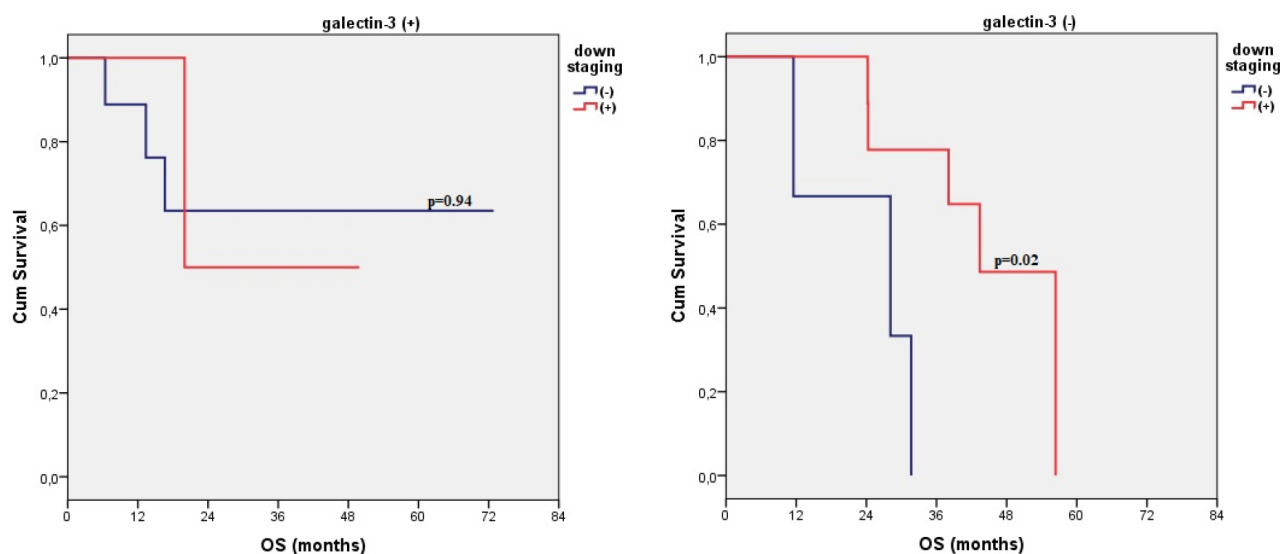 galectin-3 (+)
down
staging
(-)
(+)
1,0
0,8
0,6
0,4
0,2
0,0
Cum Survival
p=0.94
0 12 24 36 48 60 72 84
OS (months)
galectin-3 (-)
down
staging
(-)
(+)
1,0
0,8
0,6
0,4
0,2
0,0
Cum Survival
p=0.02
0 12 24 36 48 60 72 84
OS (months)